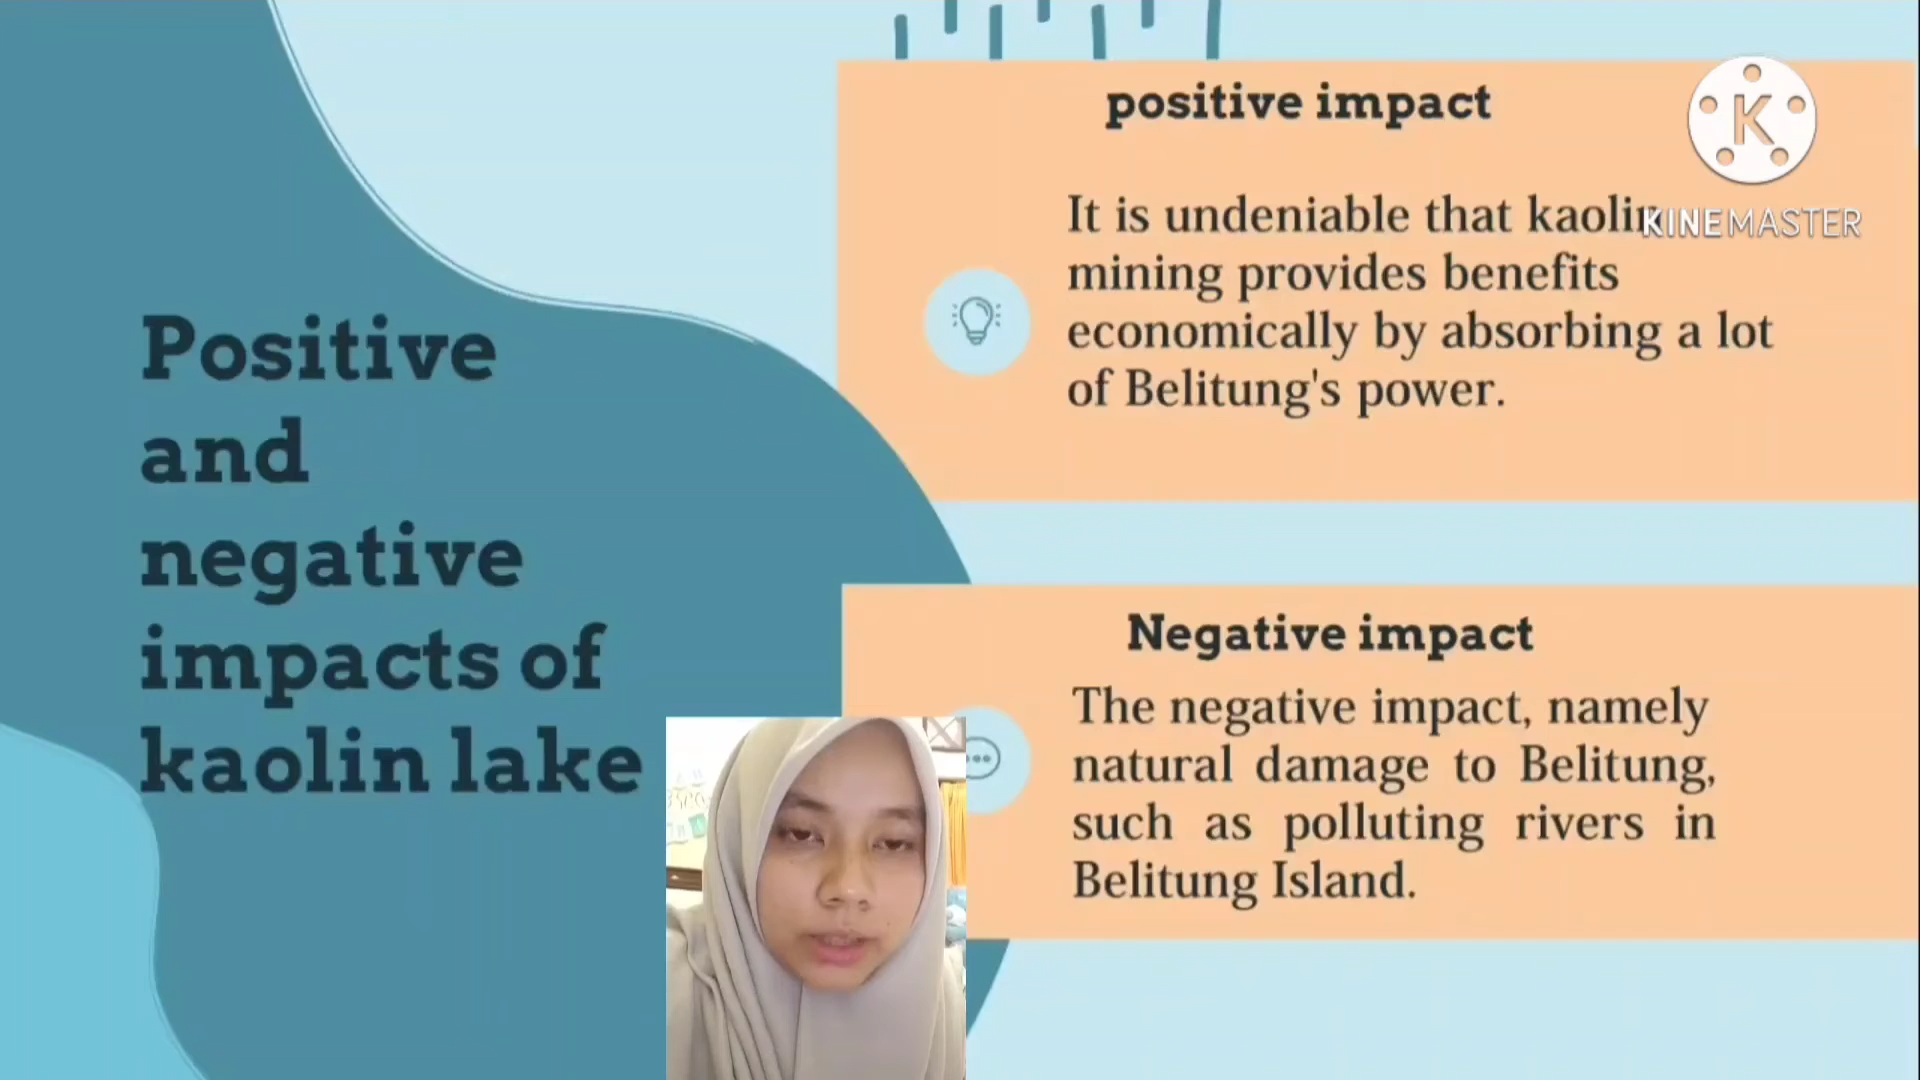 Positive
and
negative
impacts of
kaolin lake
positive impact
It is undeniable that kaolin
mining provides benefits
economically by absorbing a lot
of Belitung's power.
Negative impact
The negative impact, namely
natural damage to Belitung,
such as polluting rivers in
Belitung Island.
K
KINEMASTER